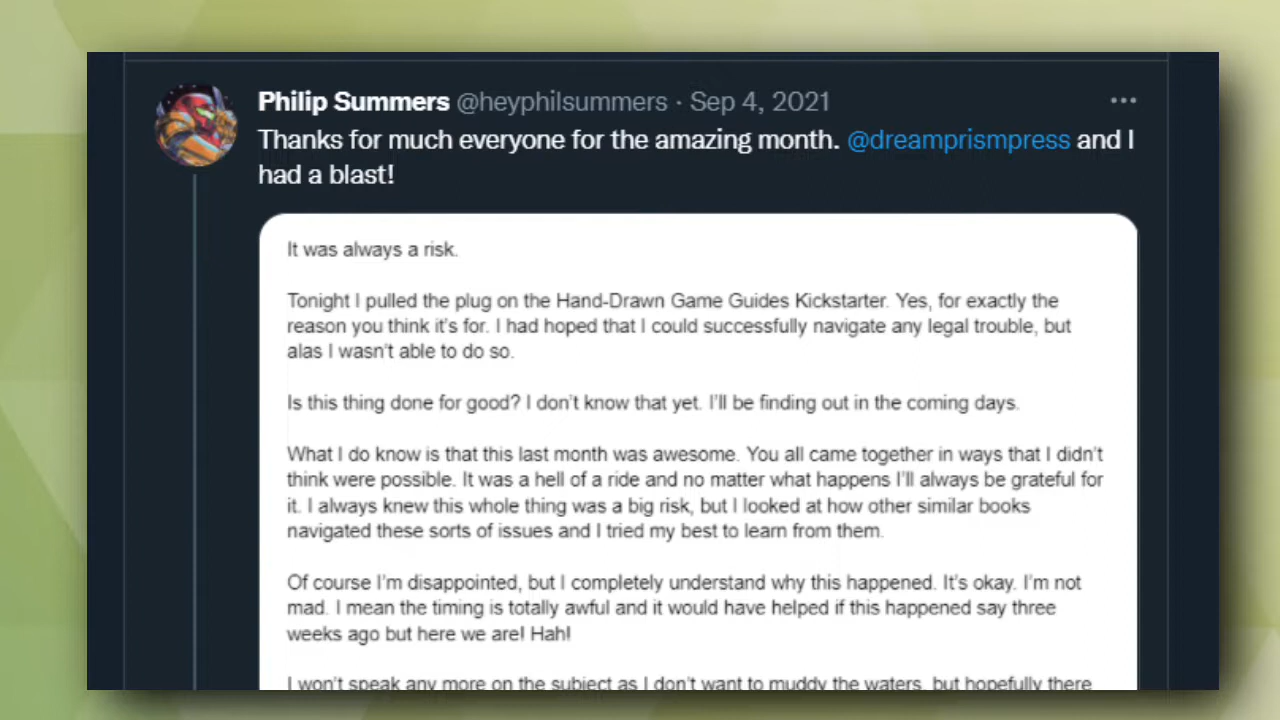 Philip Summers @heyphilsummers · Sep 4, 2021 ···
Thanks for much everyone for the amazing month. @dreamprismpress and I
had a blast!
It was always a risk.
Tonight I pulled the plug on the Hand-Drawn Game Guides Kickstarter. Yes, for exactly the
reason you think it's for. I had hoped that I could successfully navigate any legal trouble, but
alas I wasn't able to do so.
Is this thing done for good? I don't know that yet. I'll be finding out in the coming days.
What I do know is that this last month was awesome. You all came together in ways that I didn't
think were possible. It was a hell of a ride and no matter what happens I'll always be grateful for
it. I always knew this whole thing was a big risk, but I looked at how other similar books
navigated these sorts of issues and I tried my best to learn from them.
Of course I'm disappointed, but I completely understand why this happened. It's okay. I'm not
mad. I mean the timing is totally awful and it would have helped if this happened say three
weeks ago but here we are! Hah!
I won't speak any more on the subject as I don't want to muddy the waters, but hopefully there